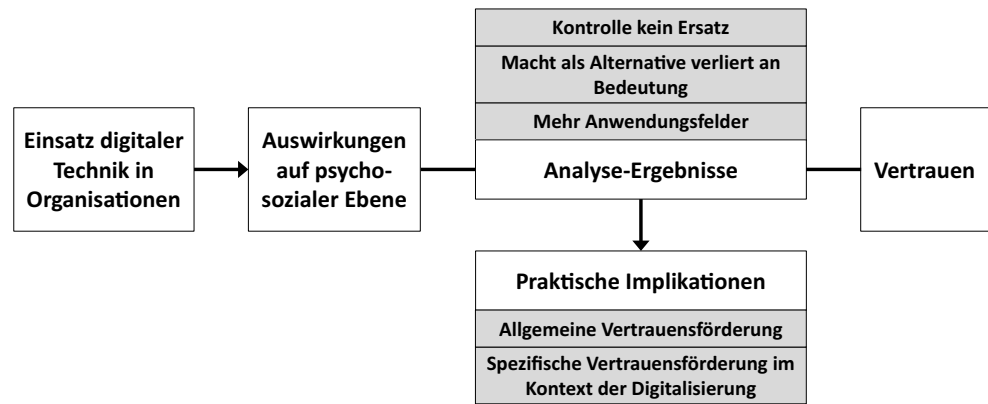 Kontrolle kein Ersatz
Macht als Alternative verliert an
Bedeutung
Mehr Anwendungsfelder
Einsatz digitaler
Technik in
Organisationen
Auswirkungen
auf psycho-
sozialer Ebene
Analyse-Ergebnisse
Vertrauen
Praktische Implikationen
Allgemeine Vertrauensförderung
Spezifische Vertrauensförderung im
Kontext der Digitalisierung